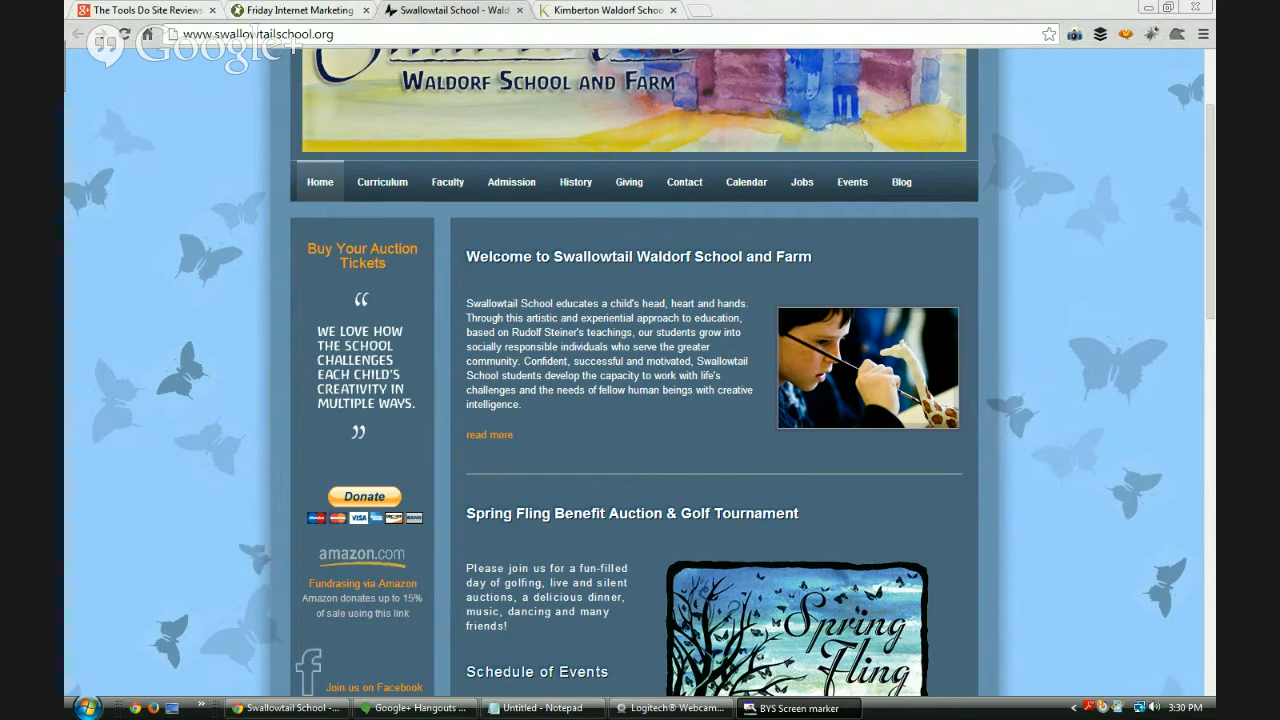 The Tools Do Site Reviews
Friday Internet Marketing
Swallowtail School - Wald
Kimberton Waldorf Schoo
www.swallowtailschool.org
Google+
WALDORF SCHOOL AND FARM
Home Curriculum Faculty Admission History Giving Contact Calendar Jobs Events Blog
Buy Your Auction
Tickets
“
WE LOVE HOW
THE SCHOOL
CHALLENGES
EACH CHILD'S
CREATIVITY IN
MULTIPLE WAYS.
”
Donate
VISA
amazon.com
Fundrasing via Amazon
Amazon donates up to 15%
of sale using this link
Join us on Facebook
Welcome to Swallowtail Waldorf School and Farm
Swallowtail School educates a child's head, heart and hands.
Through this artistic and experiential approach to education,
based on Rudolf Steiner's teachings, our students grow into
socially responsible individuals who serve the greater
community. Confident, successful and motivated, Swallowtail
School students develop the capacity to work with life's
challenges and the needs of fellow human beings with creative
intelligence.
read more
Spring Fling Benefit Auction & Golf Tournament
Please join us for a fun-filled
day of golfing, live and silent
auctions, a delicious dinner,
music, dancing and many
friends!
Schedule of Events
Spring
Fling
Swallowtail School -...
Google+ Hangouts ...
Untitled - Notepad
Logitech® Webcam...
BYS Screen marker
3:30 PM